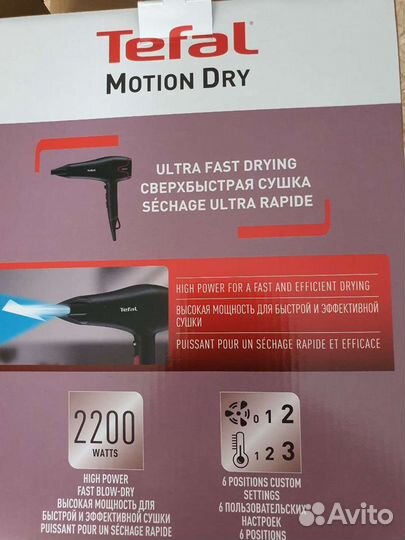 Tefal
MOTION DRY
ULTRA FAST DRYING
СВЕРХБЫСТРАЯ СУШКА
SÉCHAGE ULTRA RAPIDE
HIGH POWER FOR A FAST AND EFFICIENT DRYING
ВЫСОКАЯ МОЩНОСТЬ ДЛЯ БЫСТРОЙ И ЭФФЕКТИВНОЙ
СУШКИ
PUISSANT POUR UN SÉCHAGE RAPIDE ET EFFICACE
Tefal
2200
WATTS
HIGH POWER
FAST BLOW-DRY
ВЫСОКАЯ МОЩНОСТЬ ДЛЯ
БЫСТРОЙ И ЭФФЕКТИВНОЙ СУШКИ
PUISSANT POUR UN SÉCHAGE RAPIDE
0 1 2
1 2 3
6 POSITIONS CUSTOM
SETTINGS
6 ПОЛЬЗОВАТЕЛЬСКИХ
НАСТРОЕК
6 POSITIONS
Avito